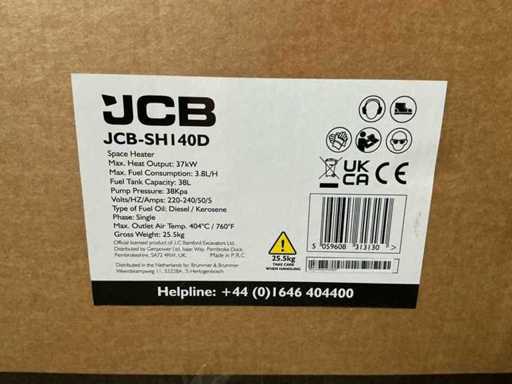 JCB
JCB-SH140D
Space Heater
Max. Heat Output: 37kW
Max. Fuel Consumption: 3.8L/H
Fuel Tank Capacity: 38L
Pump Pressure: 38Kpa
Volts/HZ/Amps: 220-240/50/5
Type of Fuel Oil: Diesel / Kerosene
Phase: Single
Max. Outlet Air Temp. 404°C / 760°F
Gross Weight: 25.5kg
Official licensed product of J.C Bamford Excavators Ltd.
Distributed by Genpower Ltd, Isaac Way, Pembroke Dock,
Pembrokeshire, SA72 4RW, UK. Made in P.R.C
Distributed in the Netherlands by: Brummer & Brummer
11, 5222BA, 'S-Hertogenbosch
UK
CA CE
25.5kg
TAKE CARE
WHEN HANDLING
5 059608 313130 >
Helpline: +44 (0)1646 404400